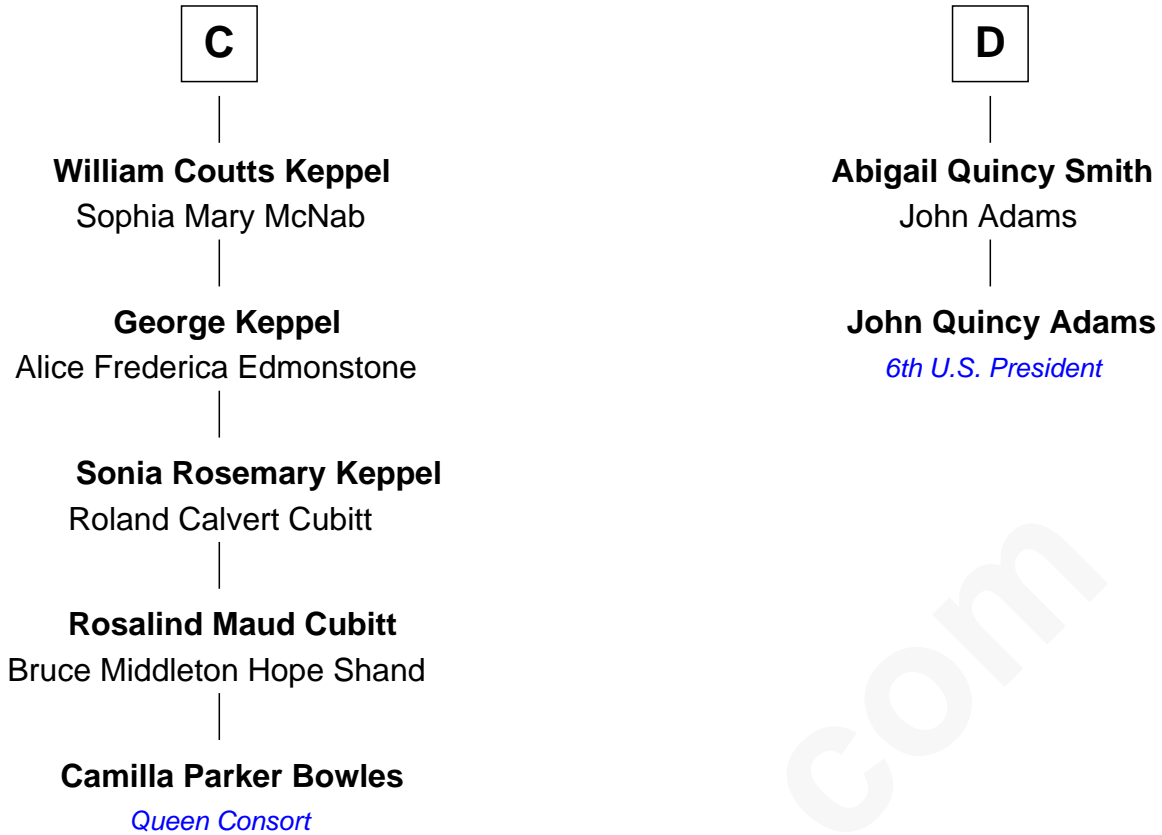 C
William Coutts Keppel
Sophia Mary McNab
George Keppel
Alice Frederica Edmonstone
Sonia Rosemary Keppel
Roland Calvert Cubitt
Rosalind Maud Cubitt
Bruce Middleton Hope Shand
Camilla Parker Bowles
Queen Consort
D
Abigail Quincy Smith
John Adams
John Quincy Adams
6th U.S. President
com